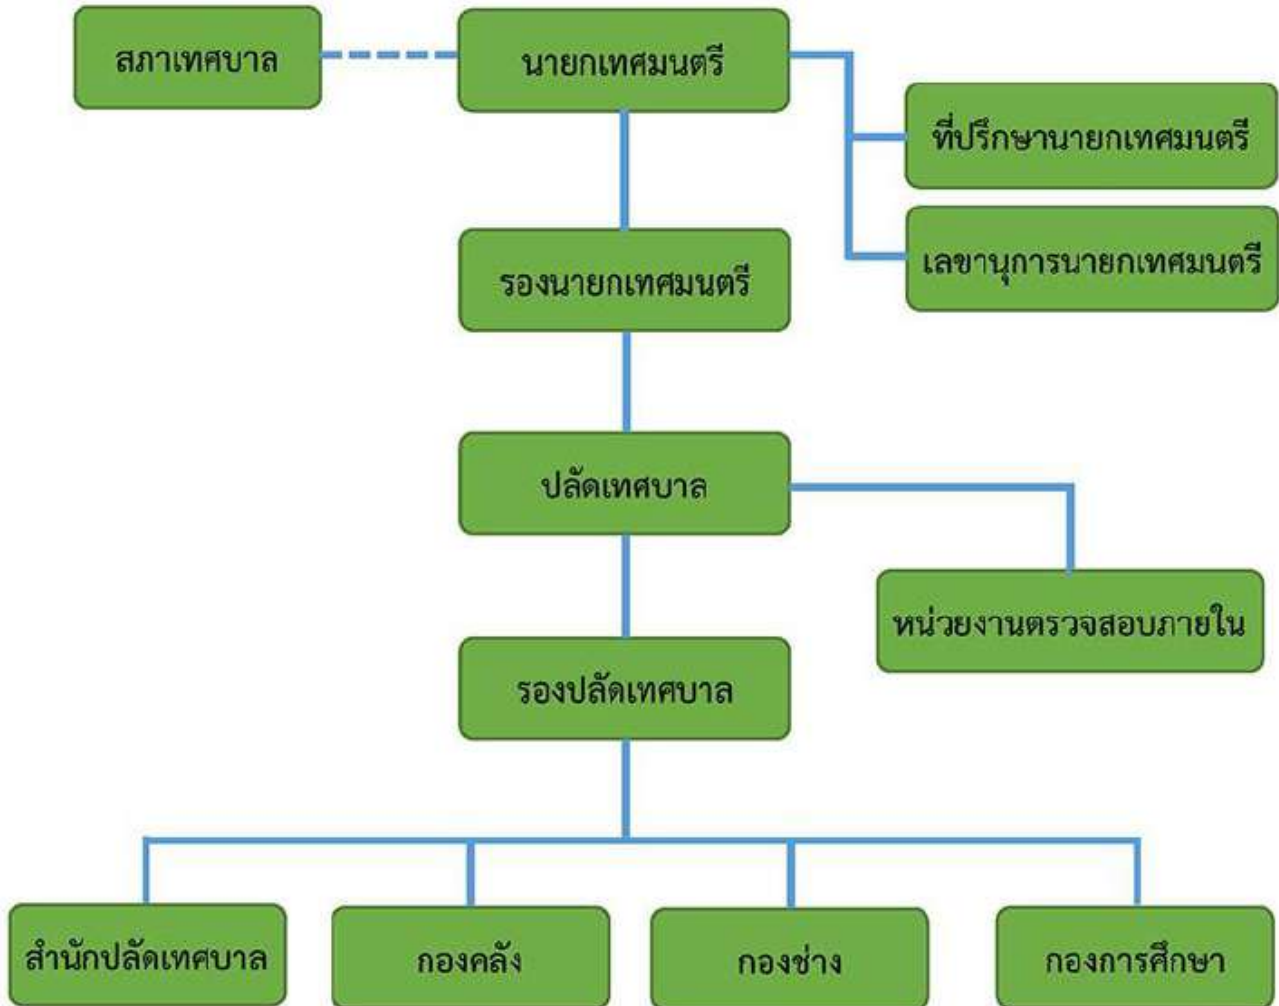 สภาเทศบาล
นายกเทศมนตรี
ที่ปรึกษานายกเทศมนตรี
เลขานุการนายกเทศมนตรี
รองนายกเทศมนตรี
ปลัดเทศบาล
หน่วยงานตรวจสอบภายใน
รองปลัดเทศบาล
สำนักปลัดเทศบาล
กองคลัง
กองช่าง
กองการศึกษา